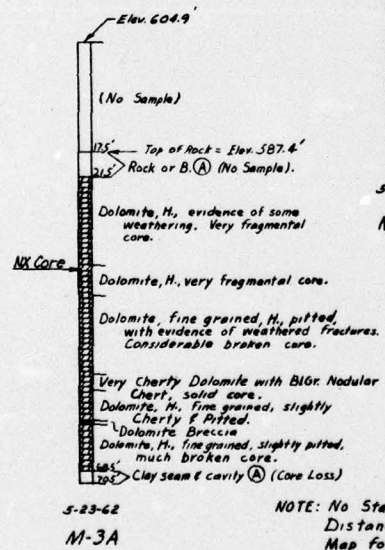 Elev. 604.9'
(No Sample)
17.5'
Top of Rock = Elev. 587.4'
21.5'
Rock or B. Ⓐ (No Sample).
Dolomite, H., evidence of some
weathering. Very fragmental
core.
NX Core
Dolomite, H., very fragmental core.
Dolomite, fine grained, H., pitted,
with evidence of weathered fractures.
Considerable broken core.
Very Cherty Dolomite with Bl.Gr. Nodular
Chert, solid core.
Dolomite, H., fine grained, slightly
Cherty & Pitted.
Dolomite Breccia
Dolomite, H., fine grained, slightly pitted,
much broken core.
Clay seam & cavity Ⓐ (Core Loss)
70.5'
5-23-62
M-3A
NOTE: No Sta
Distan
Map fo